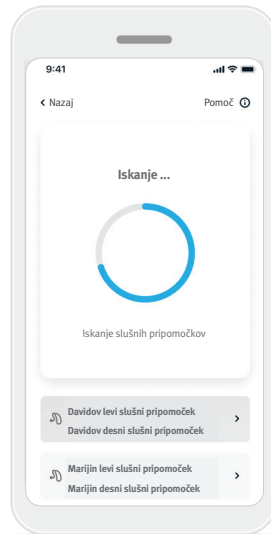 9:41
Nazaj
Pomoč
Iskanje ...
Iskanje slušnih pripomočkov
Davidov levi slušni pripomoček
Davidov desni slušni pripomoček
Marijin levi slušni pripomoček
Marijin desni slušni pripomoček